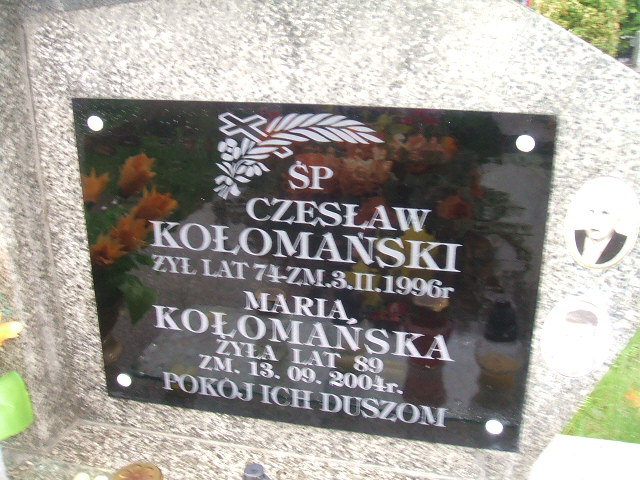 ŚP
CZESŁAW
KOŁOMAŃSKI
ŻYŁ LAT 74-ZM.3.II.1996r
MARIA
KOŁOMAŃSKA
ŻYŁA LAT 89
ZM. 13. 09. 2004r.
POKÓJ ICH DUSZOM